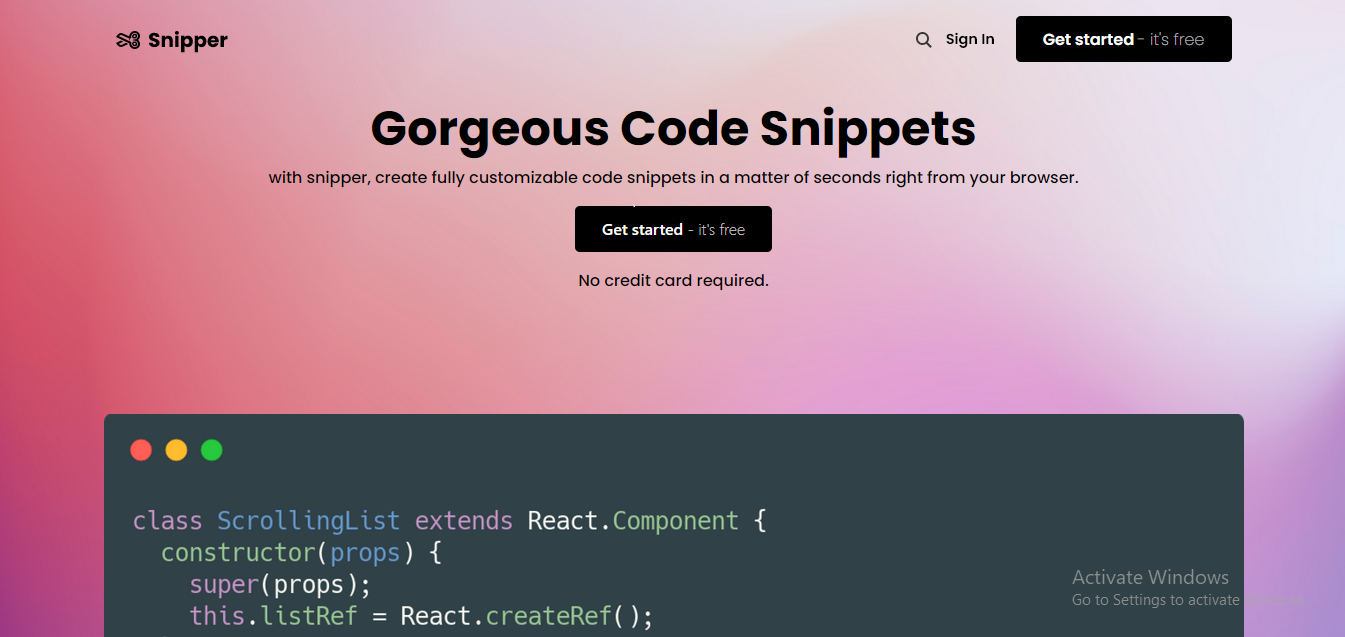 Snipper
Sign In
Get started - it's free
Gorgeous Code Snippets
with snipper, create fully customizable code snippets in a matter of seconds right from your browser.
Get started - it's free
No credit card required.
class ScrollingList extends React.Component {
  constructor(props) {
    super(props);
    this.listRef = React.createRef();
Activate Windows
Go to Settings to activate